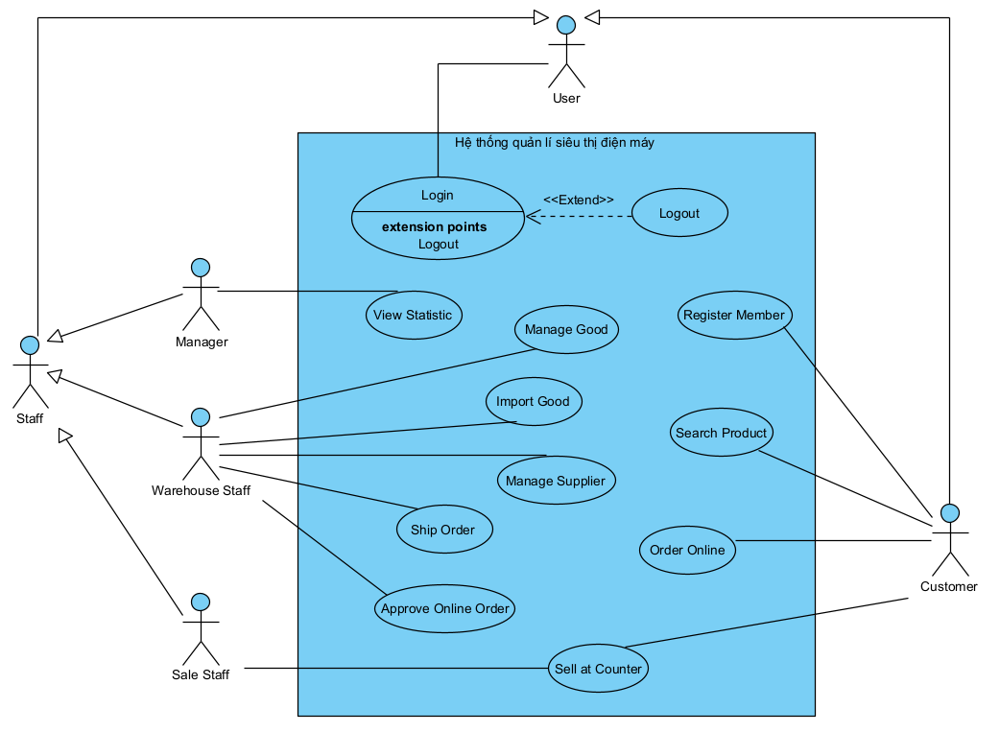 User
Hệ thống quản lí siêu thị điện máy
Login
<<Extend>>
Logout
extension points
Logout
Manager
View Statistic
Manage Good
Register Member
Staff
Import Good
Search Product
Warehouse Staff
Manage Supplier
Ship Order
Order Online
Customer
Approve Online Order
Sale Staff
Sell at Counter